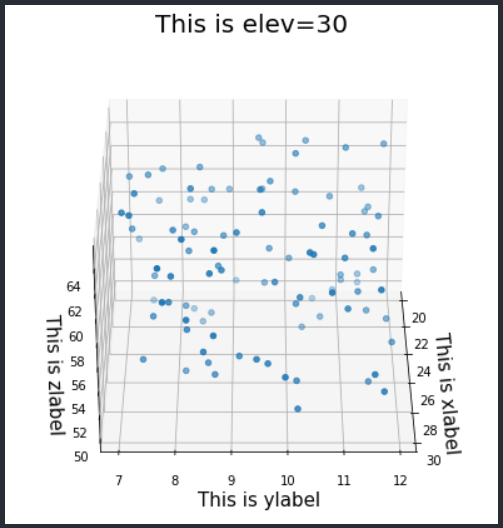 This is elev=30
64
62
60
58
56
54
52
50
This is zlabel
20
22
24
26
28
30
This is xlabel
7 8 9 10 11 12
This is ylabel